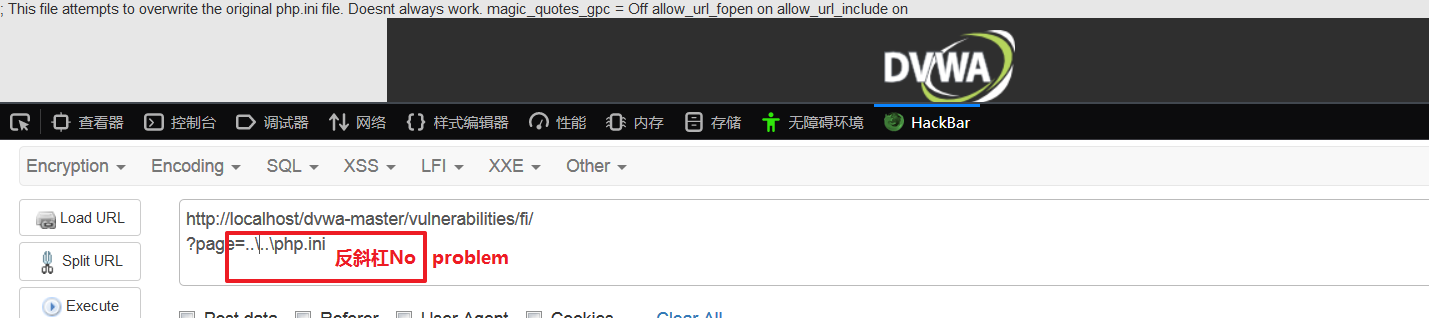 ; This file attempts to overwrite the original php.ini file. Doesnt always work. magic_quotes_gpc = Off allow_url_fopen on allow_url_include on
DVWA
查看器 控制台 调试器 网络 样式编辑器 性能 内存 存储 无障碍环境 HackBar
Encryption Encoding SQL XSS LFI XXE Other
Load URL
Split URL
Execute
http://localhost/dvwa-master/vulnerabilities/fi/
?page=..\..\php.ini
反斜杠No problem
Post data Referer User Agent Cookies Clear All